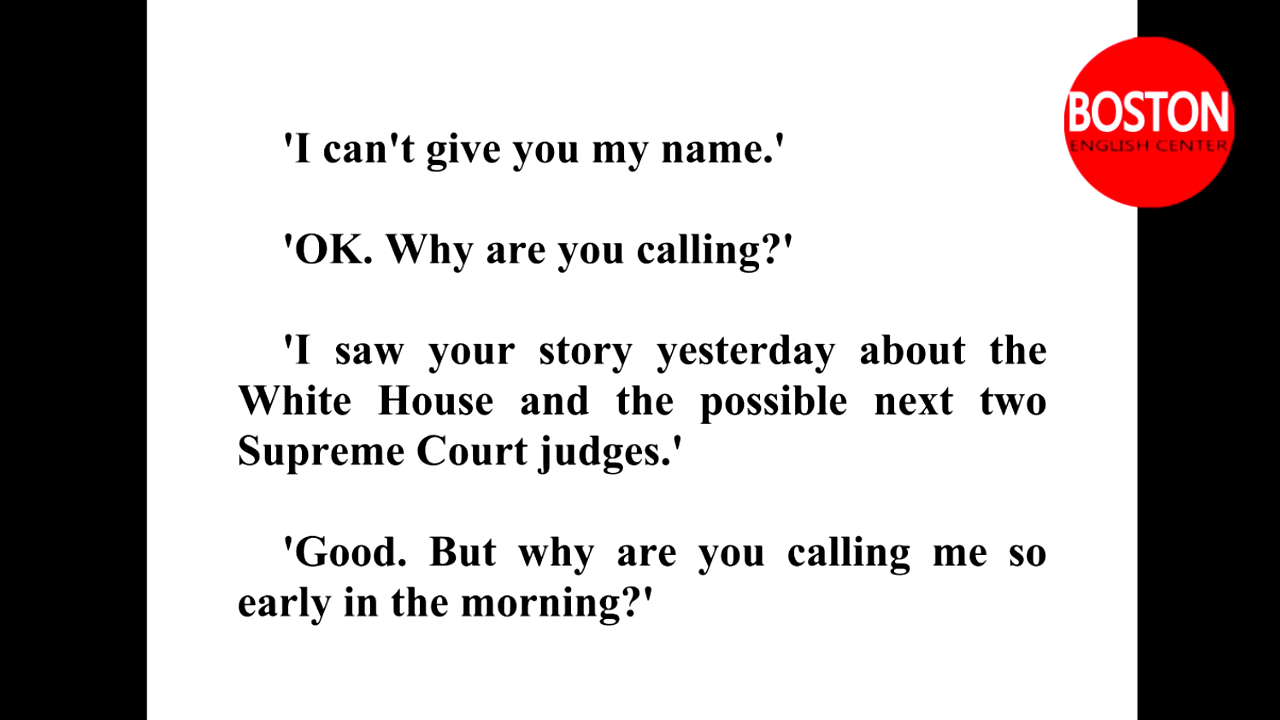 BOSTON
ENGLISH CENTER
'I can't give you my name.'
'OK. Why are you calling?'
'I saw your story yesterday about the
White House and the possible next two
Supreme Court judges.'
'Good. But why are you calling me so
early in the morning?'